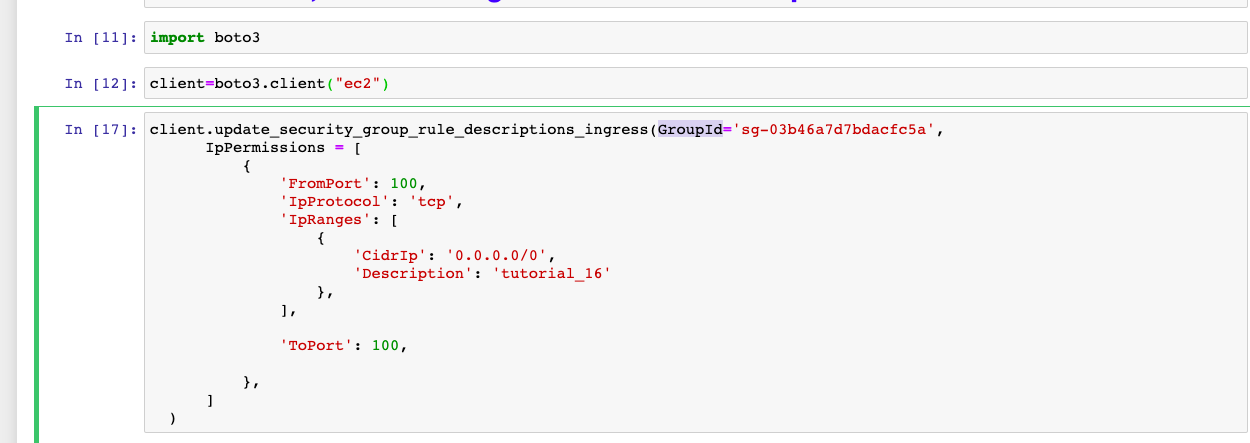 In [11]: import boto3
In [12]: client=boto3.client("ec2")
In [17]: client.update_security_group_rule_descriptions_ingress(GroupId='sg-03b46a7d7bdacfc5a',
IpPermissions = [
{
'FromPort': 100,
'IpProtocol': 'tcp',
'IpRanges': [
{
'CidrIp': '0.0.0.0/0',
'Description': 'tutorial_16'
},
],
'ToPort': 100,
},
]
)